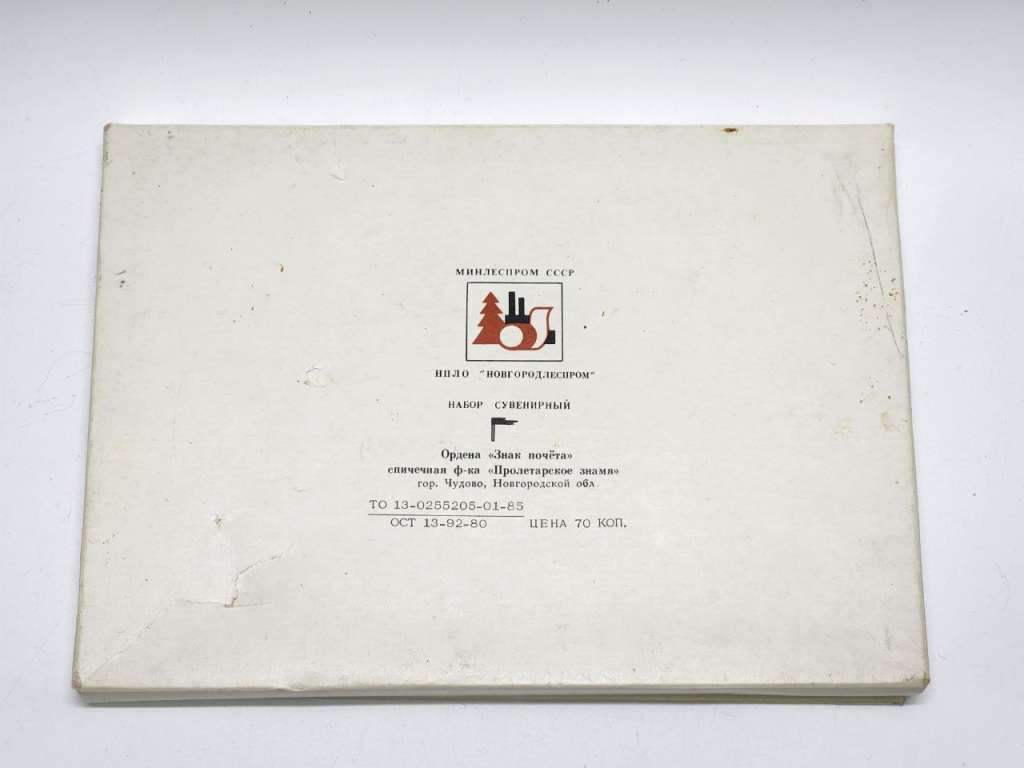 МИНЛЕСПРОМ СССР
НПЛО "НОВГОРОДЛЕСПРОМ"
НАБОР СУВЕНИРНЫЙ
Ордена «Знак почёта»
спичечная ф-ка «Пролетарское знамя»
гор. Чудово, Новгородской обл.
ТО 13-0255205-01-85
ОСТ 13-92-80 ЦЕНА 70 КОП.